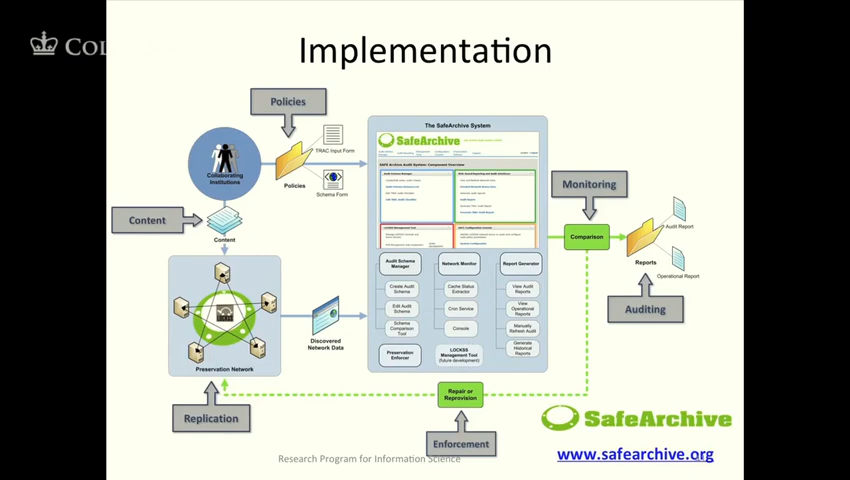 Implementation
Policies
The SafeArchive System
SafeArchive
TRAC Input Form
Policies
Schema Form
Collaborating
Institutions
Monitoring
Content
Content
Comparison
Audit Report
Reports
Operational Report
Auditing
Audit Schema
Manager
Network
Monitor
Report Generator
Create Audit
Schema
Cache Status
Extractor
View Audit
Reports
Edit Audit
Schema
Cron Service
View
Operational
Reports
Schema
Comparison
Tool
Console
Manually
Refresh Audit
Generate
Historical
Reports
Preservation
Enforcer
LOCKSS
Management Tool
(future development)
Discovered
Network Data
Preservation Network
Replication
Repair or
Reprovision
Enforcement
SafeArchive
www.safearchive.org
Research Program for Information Science